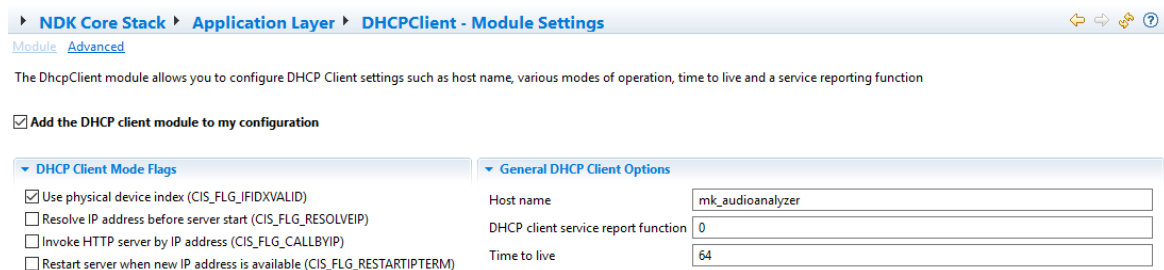 NDK Core Stack Application Layer DHCPClient - Module Settings
Module Advanced
The DhcpClient module allows you to configure DHCP Client settings such as host name, various modes of operation, time to live and a service reporting function
Add the DHCP client module to my configuration
DHCP Client Mode Flags
Use physical device index (CIS_FLG_IFIDXVALID)
Resolve IP address before server start (CIS_FLG_RESOLVEIP)
Invoke HTTP server by IP address (CIS_FLG_CALLBYIP)
Restart server when new IP address is available (CIS_FLG_RESTARTIPTERM)
General DHCP Client Options
Host name mk_audioanalyzer
DHCP client service report function 0
Time to live 64